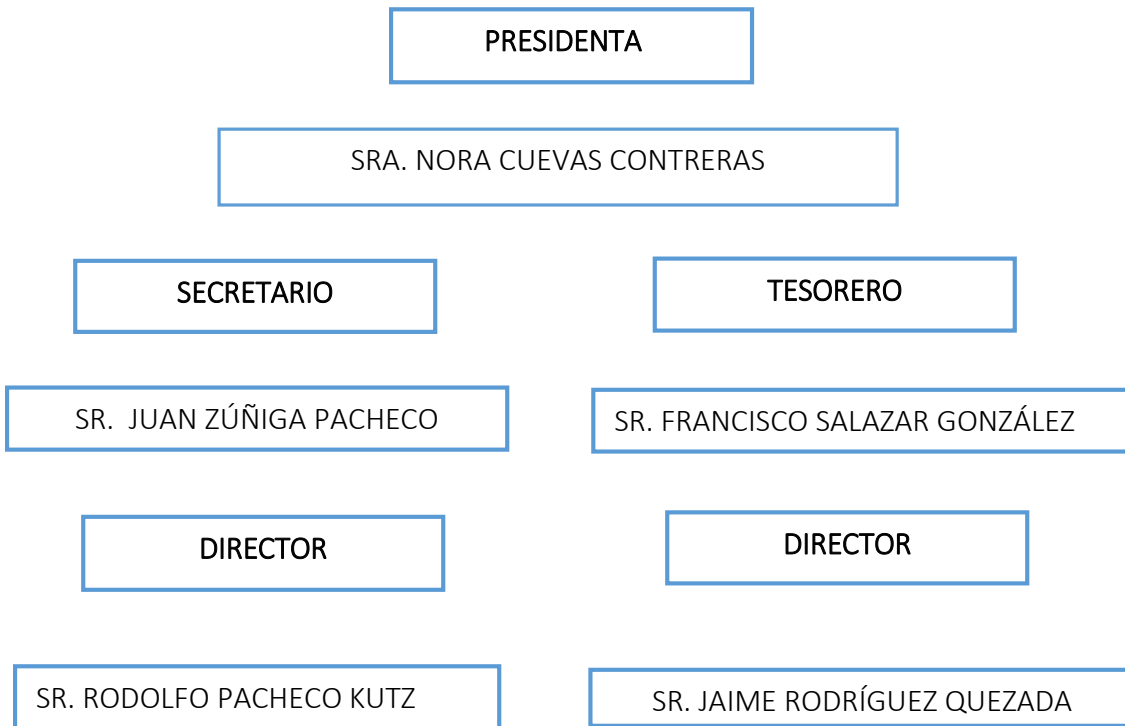 PRESIDENTA
SRA. NORA CUEVAS CONTRERAS
SECRETARIO
TESORERO
SR. JUAN ZÚÑIGA PACHECO
SR. FRANCISCO SALAZAR GONZÁLEZ
DIRECTOR
DIRECTOR
SR. RODOLFO PACHECO KUTZ
SR. JAIME RODRÍGUEZ QUEZADA